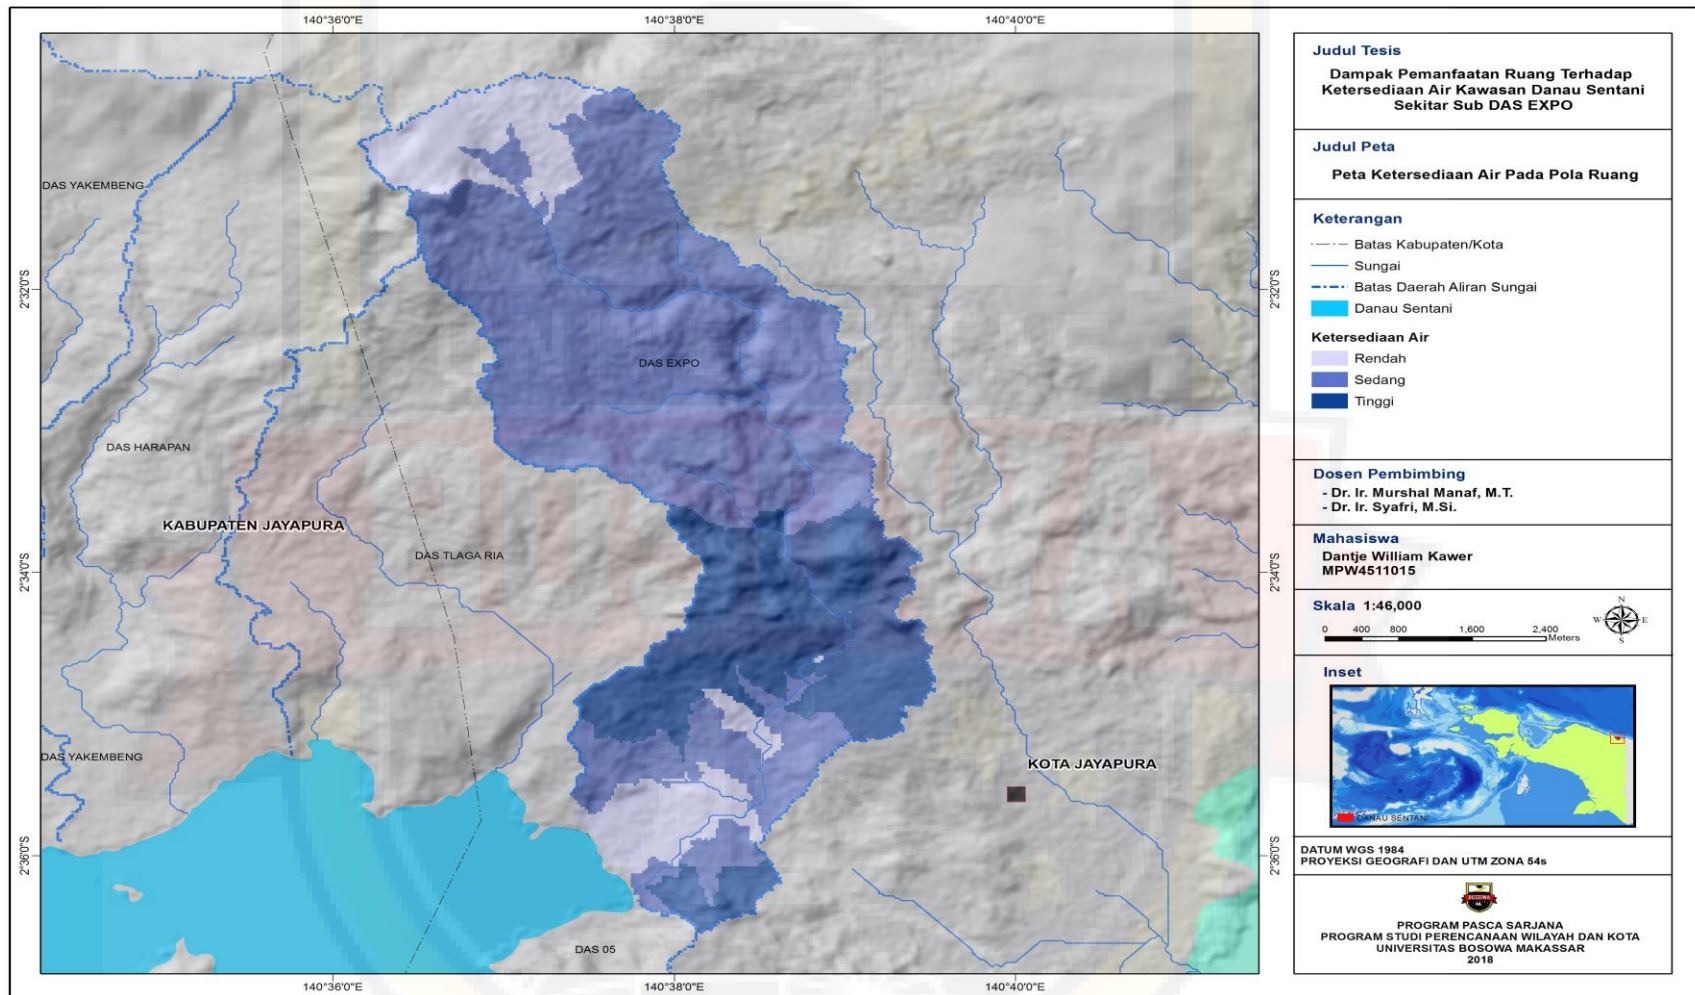 140°36'0"E
140°38'0"E
140°40'0"E
2°32'0"S
2°34'0"S
2°36'0"S
DAS YAKEMBENG
DAS EXPO
DAS HARAPAN
KABUPATEN JAYAPURA
DAS TLAGA RIA
DAS YAKEMBENG
KOTA JAYAPURA
DAS 05
2°32'0"S
2°34'0"S
2°36'0"S
140°36'0"E
140°38'0"E
140°40'0"E
Judul Tesis
Dampak Pemanfaatan Ruang Terhadap
Ketersediaan Air Kawasan Danau Sentani
Sekitar Sub DAS EXPO
Judul Peta
Peta Ketersediaan Air Pada Pola Ruang
Keterangan
Batas Kabupaten/Kota
Sungai
Batas Daerah Aliran Sungai
Danau Sentani
Ketersediaan Air
Rendah
Sedang
Tinggi
Dosen Pembimbing
- Dr. Ir. Murshal Manaf, M.T.
- Dr. Ir. Syafri, M.Si.
Mahasiswa
Dantje William Kawer
MPW4511015
Skala 1:46,000
0 400 800 1,600 2,400 Meters
N
W E
S
Inset
DANAU SENTANI
DATUM WGS 1984
PROYEKSI GEOGRAFI DAN UTM ZONA 54s
BOSOWA
PROGRAM PASCA SARJANA
PROGRAM STUDI PERENCANAAN WILAYAH DAN KOTA
UNIVERSITAS BOSOWA MAKASSAR
2018